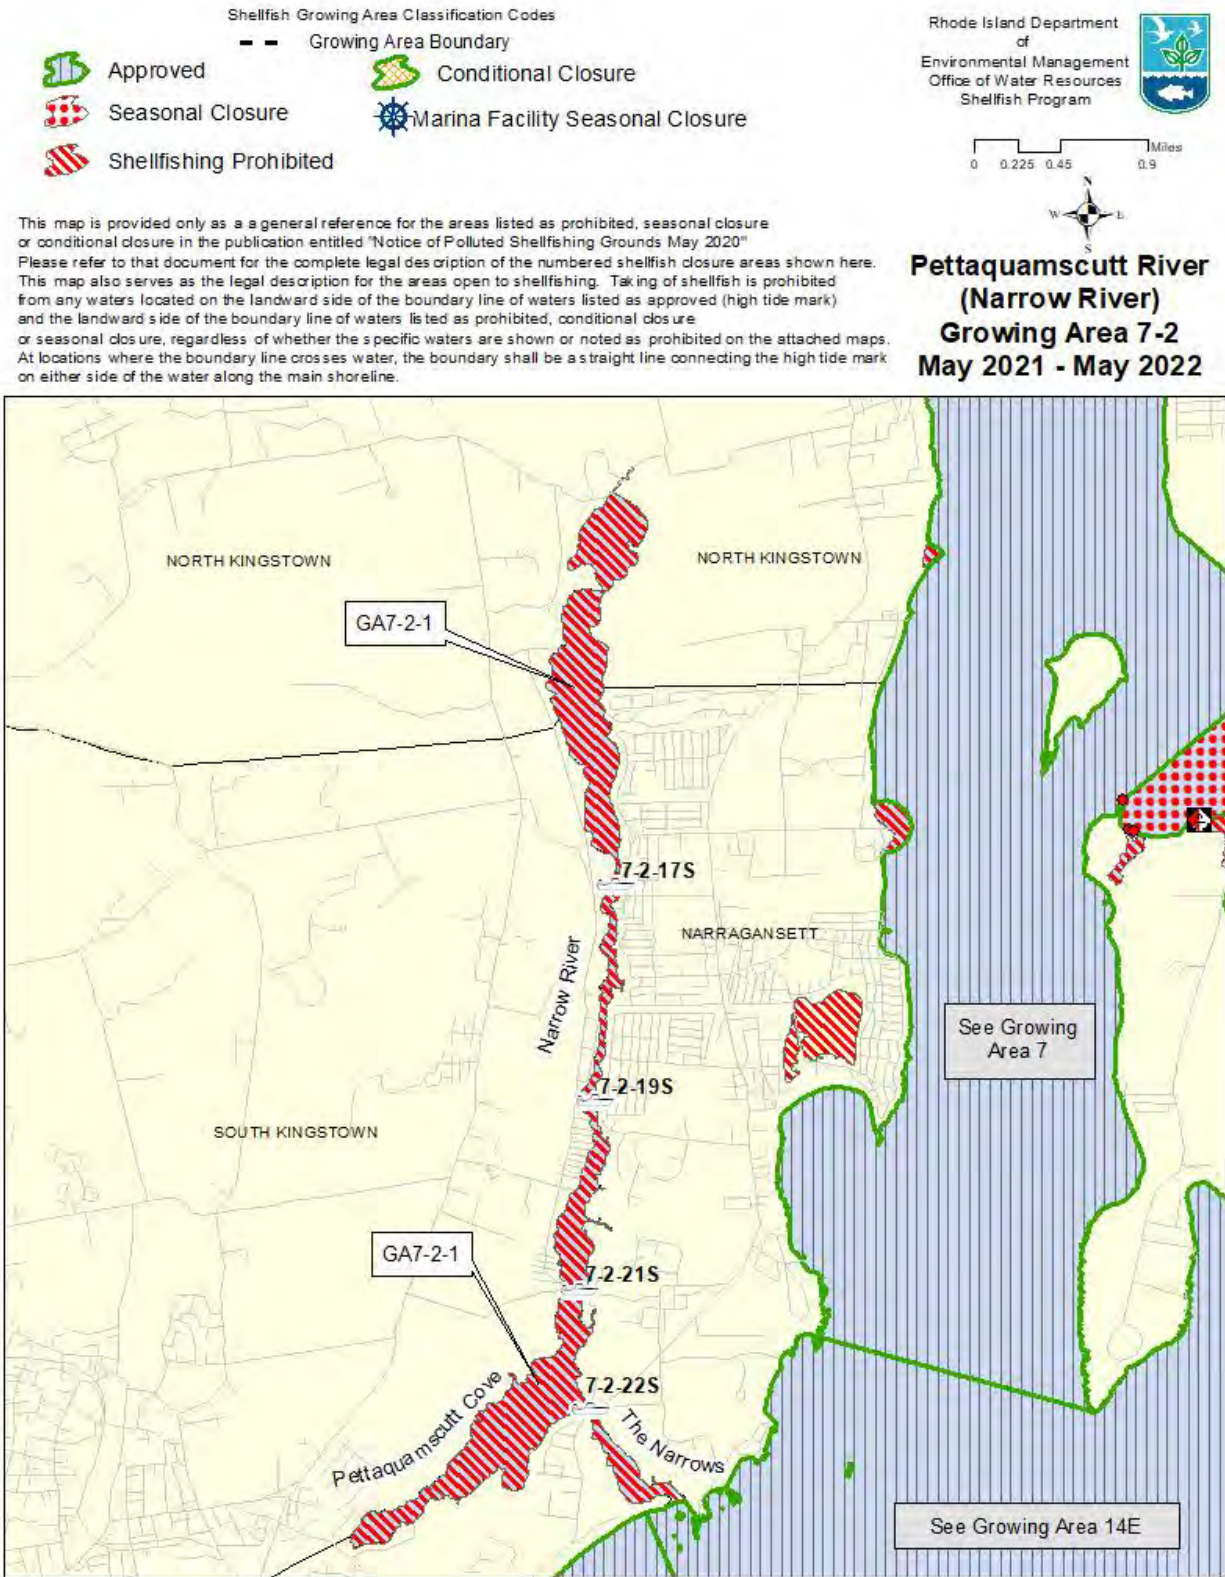 Shellfish Growing Area Classification Codes
Growing Area Boundary
Approved
Conditional Closure
Seasonal Closure
Marina Facility Seasonal Closure
Shellfishing Prohibited
Rhode Island Department
of
Environmental Management
Office of Water Resources
Shellfish Program
Miles
0 0.225 0.45 0.9
N
W E
S
This map is provided only as a a general reference for the areas listed as prohibited, seasonal closure
or conditional closure in the publication entitled "Notice of Polluted Shellfishing Grounds May 2020"
Please refer to that document for the complete legal description of the numbered shellfish closure areas shown here.
This map also serves as the legal description for the areas open to shellfishing. Taking of shellfish is prohibited
from any waters located on the landward side of the boundary line of waters listed as approved (high tide mark)
and the landward side of the boundary line of waters listed as prohibited, conditional closure
or seasonal closure, regardless of whether the specific waters are shown or noted as prohibited on the attached maps.
At locations where the boundary line crosses water, the boundary shall be a straight line connecting the high tide mark
on either side of the water along the main shoreline.
Pettaquamscutt River
(Narrow River)
Growing Area 7-2
May 2021 - May 2022
NORTH KINGSTOWN
NORTH KINGSTOWN
GA7-2-1
7-2-17S
NARRAGANSETT
Narrow River
See Growing
Area 7
7-2-19S
SOUTH KINGSTOWN
GA7-2-1
7-2-21S
7-2-22S
Pettaquamscutt Cove
The Narrows
See Growing Area 14E